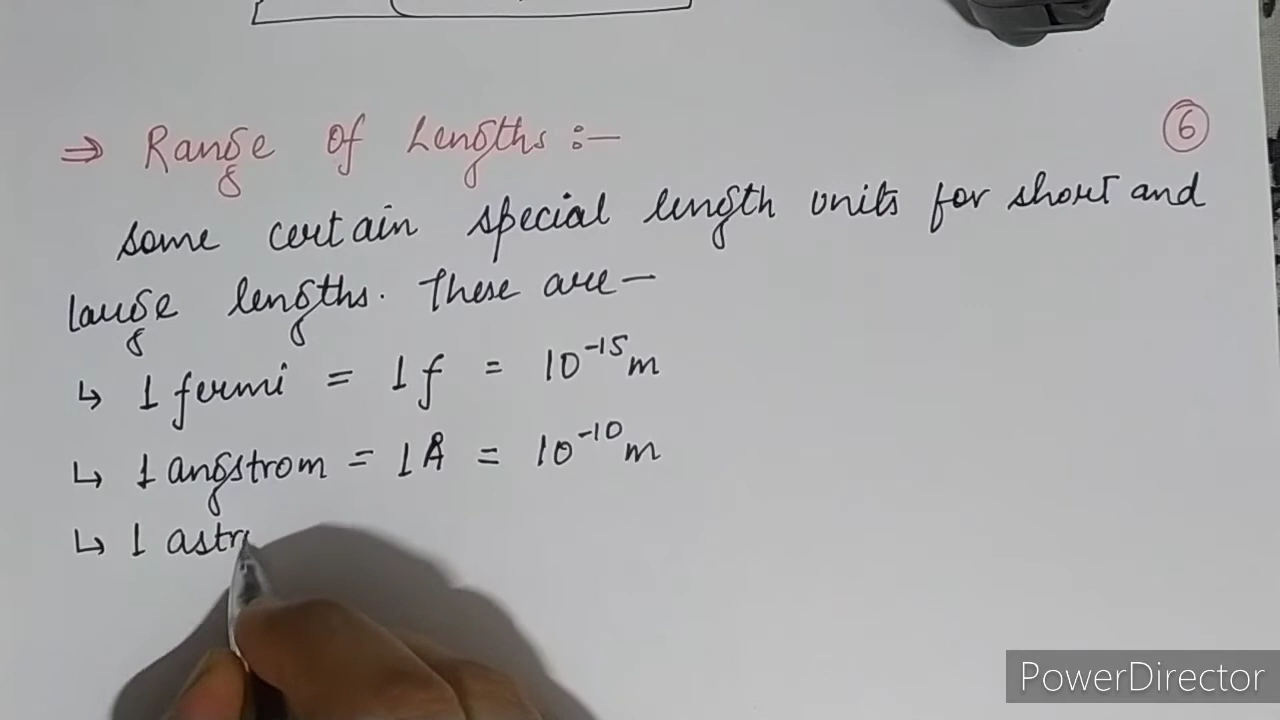 ⇒ Range of Lengths :-
6
Some certain special length units for short and
large lengths. These are —
↳ 1 fermi = 1 f = 10⁻¹⁵ m
↳ 1 angstrom = 1 Å = 10⁻¹⁰ m
↳ 1 astr
PowerDirector